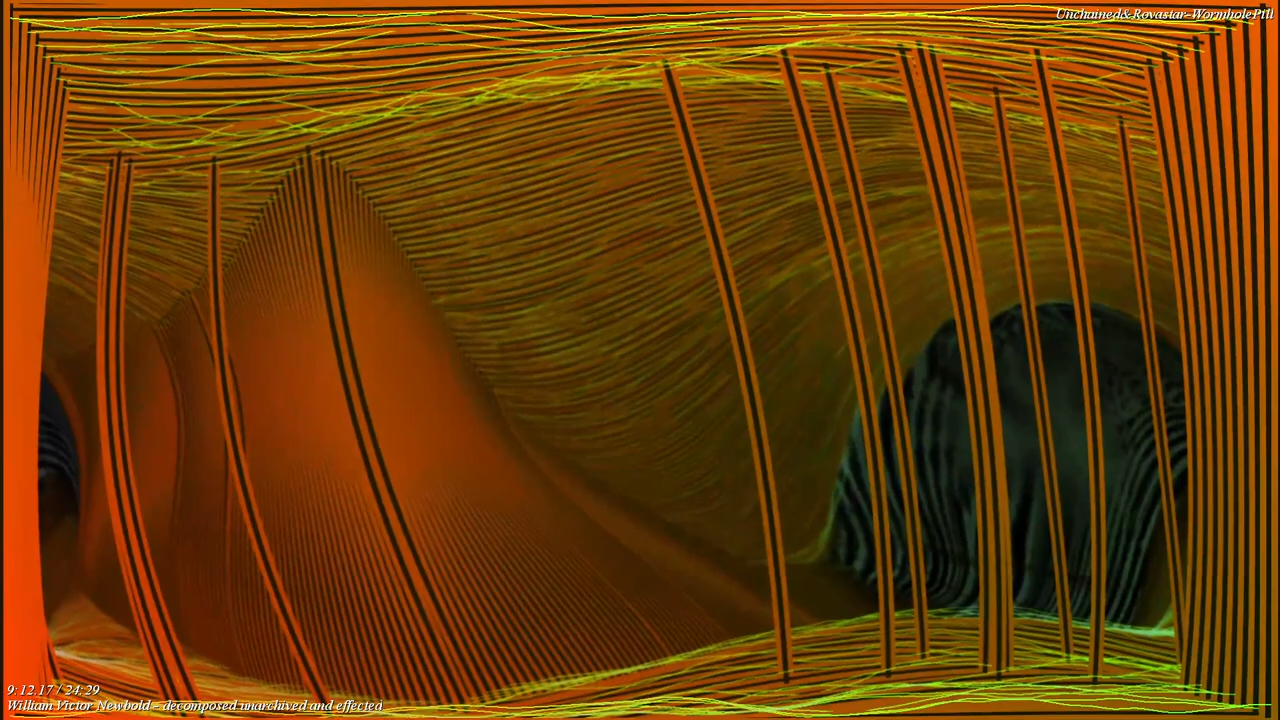 Unchained&Rovastar-WormholePill
9:12.17 / 24:29
William Victor Newbold - decomposed unarchived and effected